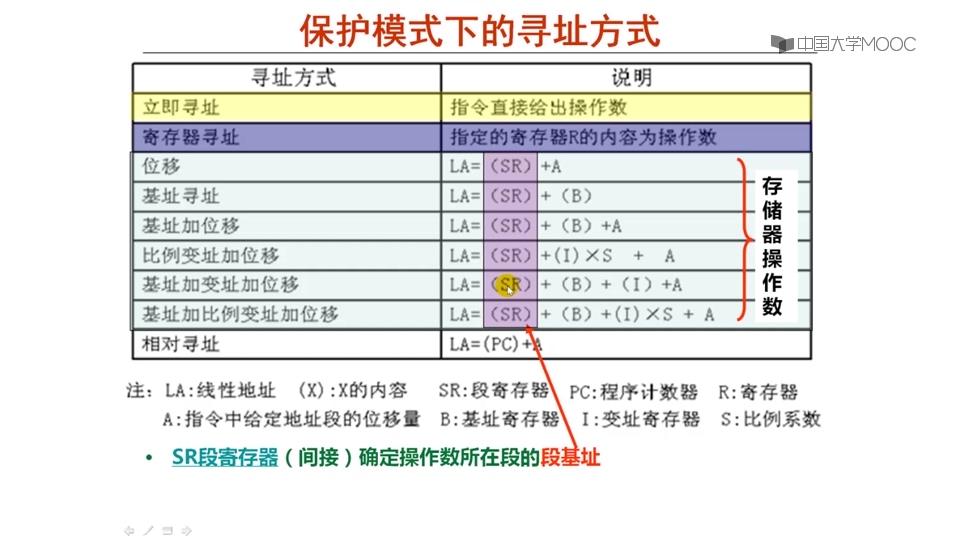 保护模式下的寻址方式
中国大学MOOC
寻址方式 说明
立即寻址 指令直接给出操作数
寄存器寻址 指定的寄存器R的内容为操作数
位移 LA=(SR)+A
基址寻址 LA=(SR)+(B)
基址加位移 LA=(SR)+(B)+A
比例变址加位移 LA=(SR)+(I)×S + A
基址加变址加位移 LA=(SR)+(B)+(I)+A
基址加比例变址加位移 LA=(SR)+(B)+(I)×S + A
相对寻址 LA=(PC)+A
存储器操作数
注: LA:线性地址 (X):X的内容 SR:段寄存器 PC:程序计数器 R:寄存器
A:指令中给定地址段的位移量 B:基址寄存器 I:变址寄存器 S:比例系数
• SR段寄存器（间接）确定操作数所在段的段基址